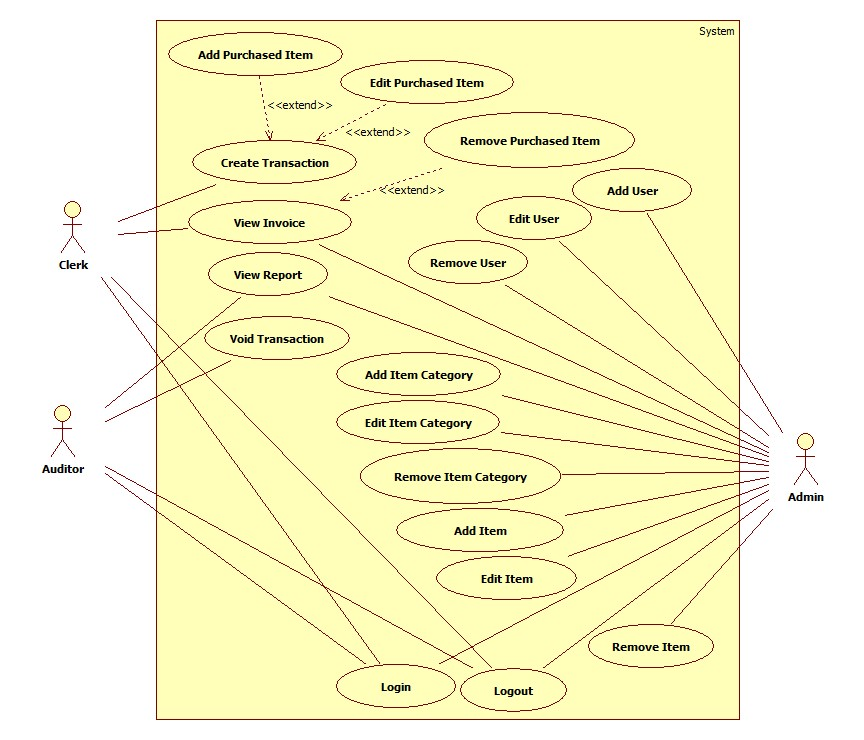 System
Add Purchased Item
Edit Purchased Item
<<extend>>
<<extend>>
Remove Purchased Item
Create Transaction
<<extend>>
Add User
Edit User
View Invoice
Clerk
Remove User
View Report
Void Transaction
Add Item Category
Edit Item Category
Auditor
Remove Item Category
Admin
Add Item
Edit Item
Remove Item
Login
Logout